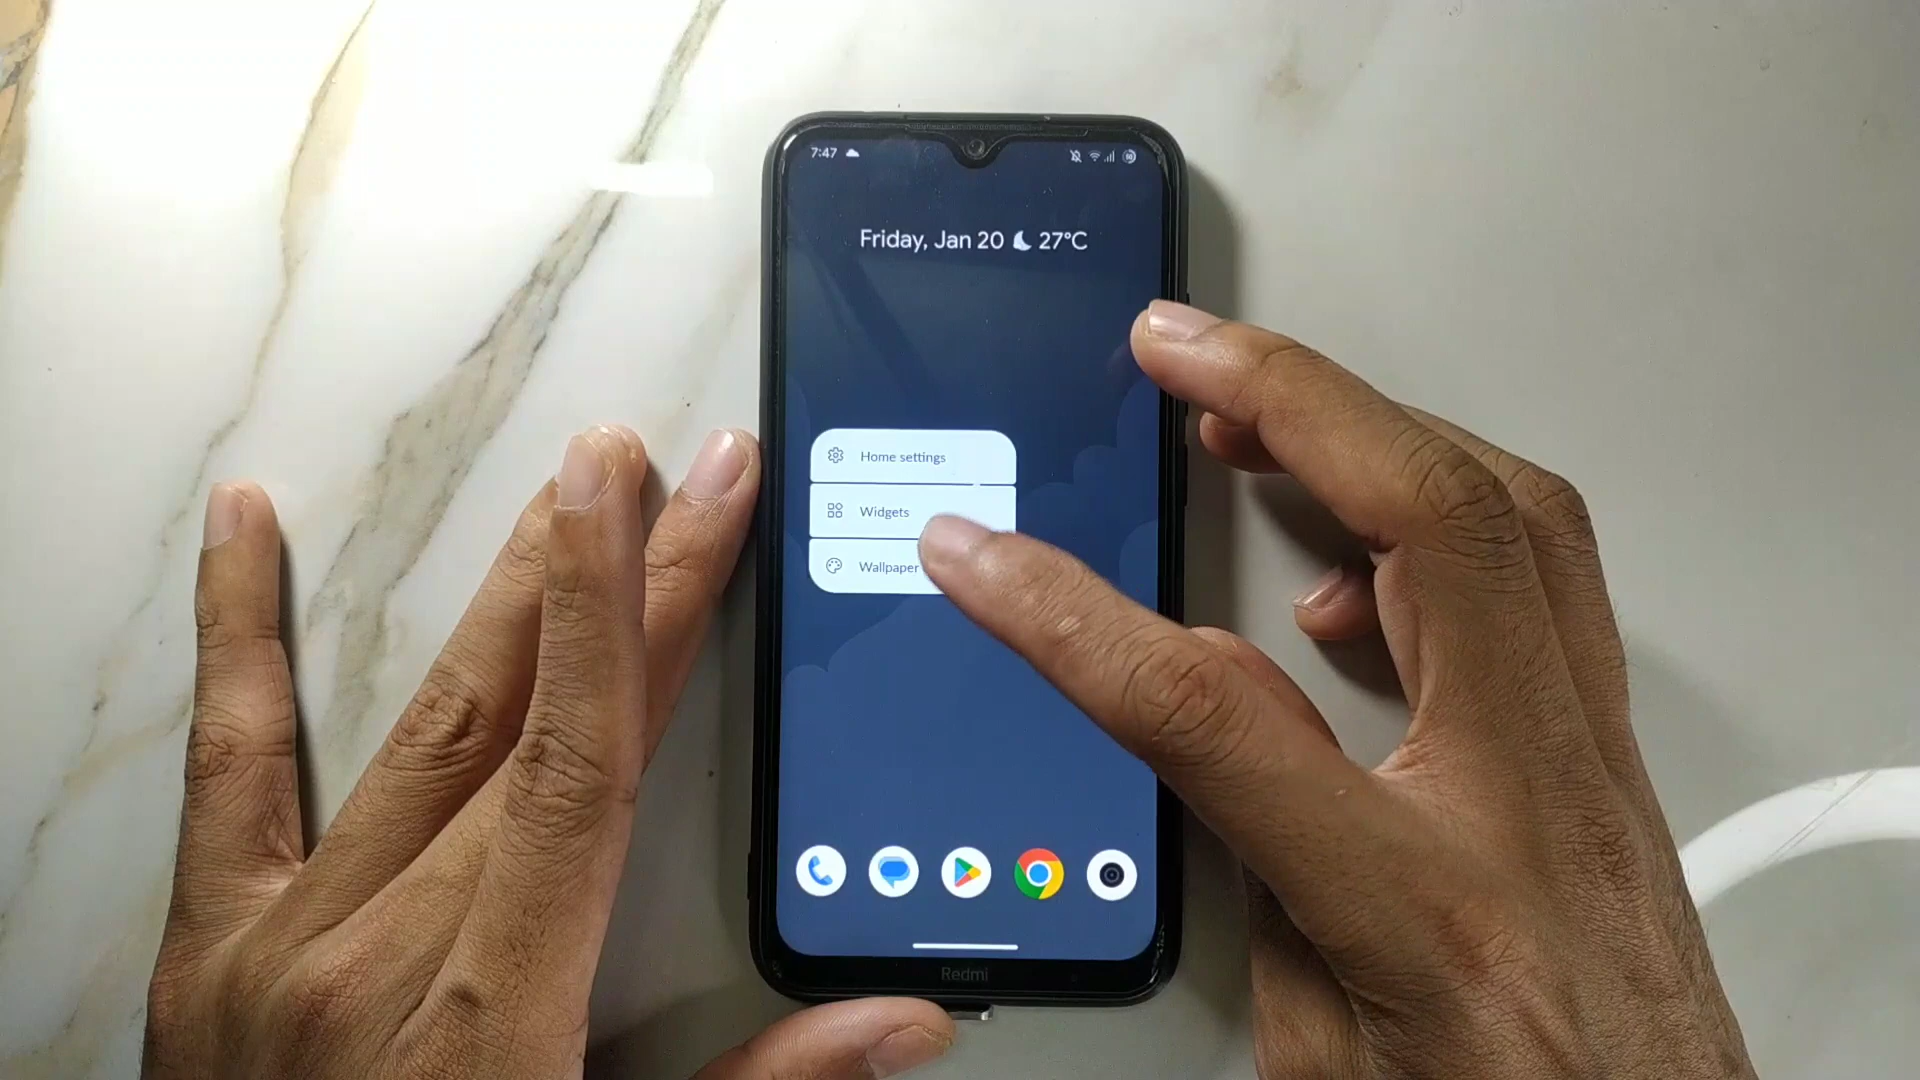 7:47
Friday, Jan 20 27°C
Home settings
Widgets
Wallpaper
Redmi